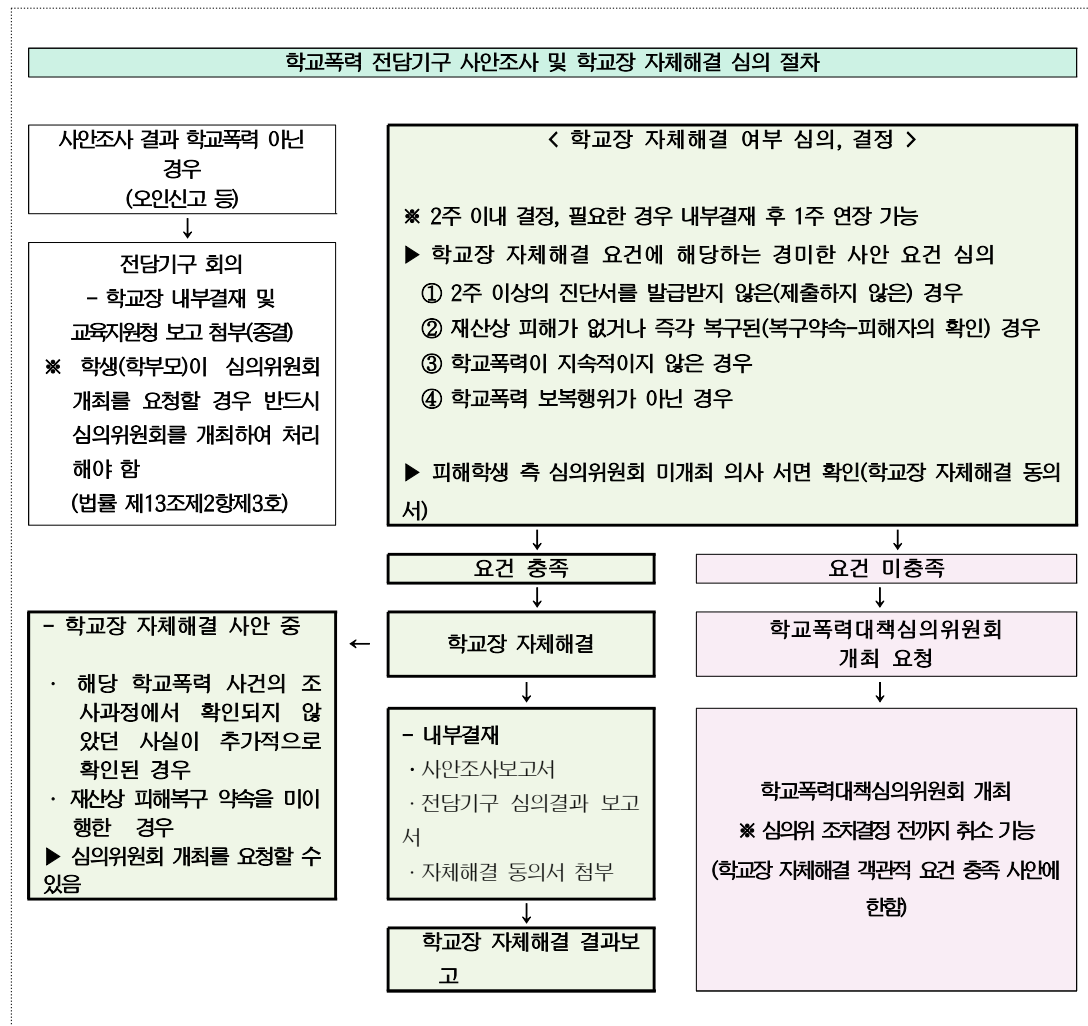 학교폭력 전담기구 사안조사 및 학교장 자체해결 심의 절차
사안조사 결과 학교폭력 아닌
경우
(오인신고 등)
↓
전담기구 회의
- 학교장 내부결재 및
교육지원청 보고 첨부(종결)
※ 학생(학부모)이 심의위원회
개최를 요청할 경우 반드시
심의위원회를 개최하여 처리
해야 함
(법률 제13조제2항제3호)
< 학교장 자체해결 여부 심의, 결정 >
※ 2주 이내 결정, 필요한 경우 내부결재 후 1주 연장 가능
▶ 학교장 자체해결 요건에 해당하는 경미한 사안 요건 심의
① 2주 이상의 진단서를 발급받지 않은(제출하지 않은) 경우
② 재산상 피해가 없거나 즉각 복구된(복구약속-피해자의 확인) 경우
③ 학교폭력이 지속적이지 않은 경우
④ 학교폭력 보복행위가 아닌 경우
▶ 피해학생 측 심의위원회 미개최 의사 서면 확인(학교장 자체해결 동의
서)
↓ ↓
요건 충족
요건 미충족
↓ ↓
- 학교장 자체해결 사안 중
· 해당 학교폭력 사건의 조
사과정에서 확인되지 않
았던 사실이 추가적으로
확인된 경우
· 재산상 피해복구 약속을 미이
행한 경우
▶ 심의위원회 개최를 요청할 수
있음
←
학교장 자체해결
↓
- 내부결재
· 사안조사보고서
· 전담기구 심의결과 보고
서
· 자체해결 동의서 첨부
↓
학교장 자체해결 결과보
고
학교폭력대책심의위원회
개최 요청
↓
학교폭력대책심의위원회 개최
※ 심의위 조치결정 전까지 취소 가능
(학교장 자체해결 객관적 요건 충족 사안에
한함)